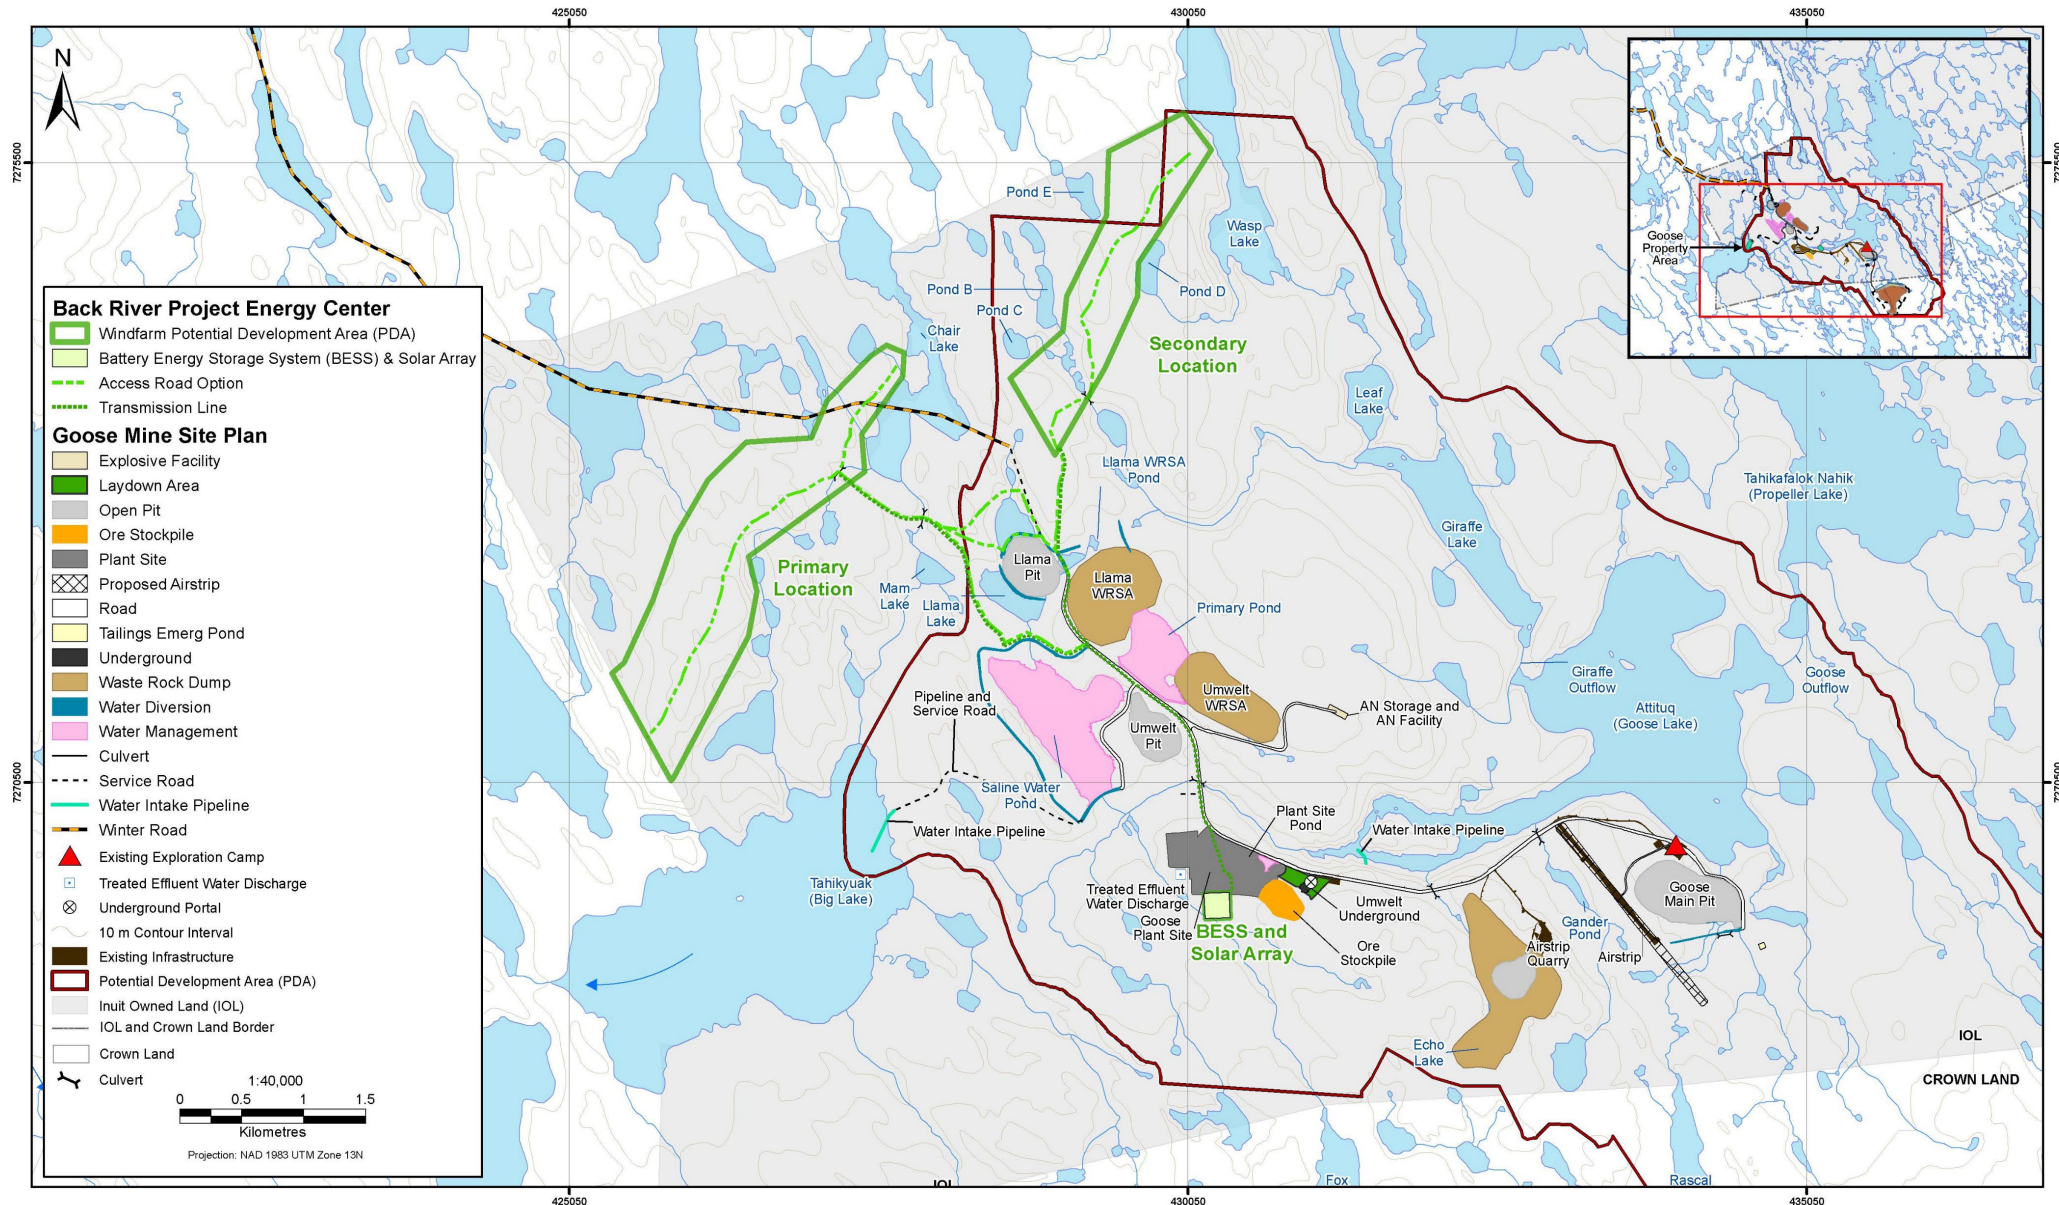 425050
430050
435050
7275500
7275500
N
Pond E
Wasp
Lake
Pond B
Pond D
Pond C
Chair
Lake
Secondary
Location
Leaf
Lake
Goose
Property
Area
Back River Project Energy Center
Windfarm Potential Development Area (PDA)
Battery Energy Storage System (BESS) & Solar Array
Access Road Option
Transmission Line
Goose Mine Site Plan
Explosive Facility
Laydown Area
Open Pit
Ore Stockpile
Plant Site
Proposed Airstrip
Road
Tailings Emerg Pond
Underground
Waste Rock Dump
Water Diversion
Water Management
Culvert
Service Road
Water Intake Pipeline
Winter Road
Existing Exploration Camp
Treated Effluent Water Discharge
Underground Portal
10 m Contour Interval
Existing Infrastructure
Potential Development Area (PDA)
Inuit Owned Land (IOL)
IOL and Crown Land Border
Crown Land
Culvert
1:40,000
0 0.5 1 1.5
Kilometres
Projection: NAD 1983 UTM Zone 13N
Llama WRSA
Pond
Tahikafalok Nahik
(Propeller Lake)
Giraffe
Lake
Primary
Location
Llama
Pit
Llama
WRSA
Mam
Lake
Llama
Lake
Primary Pond
Giraffe
Outflow
Goose
Outflow
Pipeline and
Service Road
Umwelt
WRSA
AN Storage and
AN Facility
Attituq
(Goose Lake)
Umwelt
Pit
7270500
7270500
Saline Water
Pond
Water Intake Pipeline
Plant Site
Pond
Water Intake Pipeline
Tahikyuak
(Big Lake)
Treated Effluent
Water Discharge
Goose
Plant Site
Umwelt
Underground
BESS and
Solar Array
Ore
Stockpile
Goose
Main Pit
Gander
Pond
Airstrip
Quarry
Airstrip
Echo
Lake
IOL
CROWN LAND
IOL
Fox
Rascal
425050
430050
435050